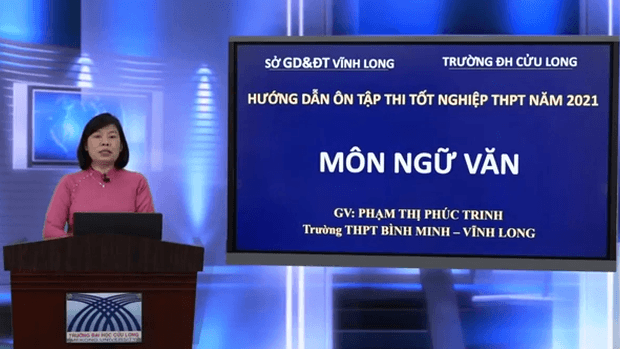 SỞ GD&ĐT VĨNH LONG
TRƯỜNG ĐH CỬU LONG
HƯỚNG DẪN ÔN TẬP THI TỐT NGHIỆP THPT NĂM 2021
MÔN NGỮ VĂN
GV: PHẠM THỊ PHÚC TRINH
Trường THPT BÌNH MINH – VĨNH LONG
TRƯỜNG ĐẠI HỌC CỬU LONG